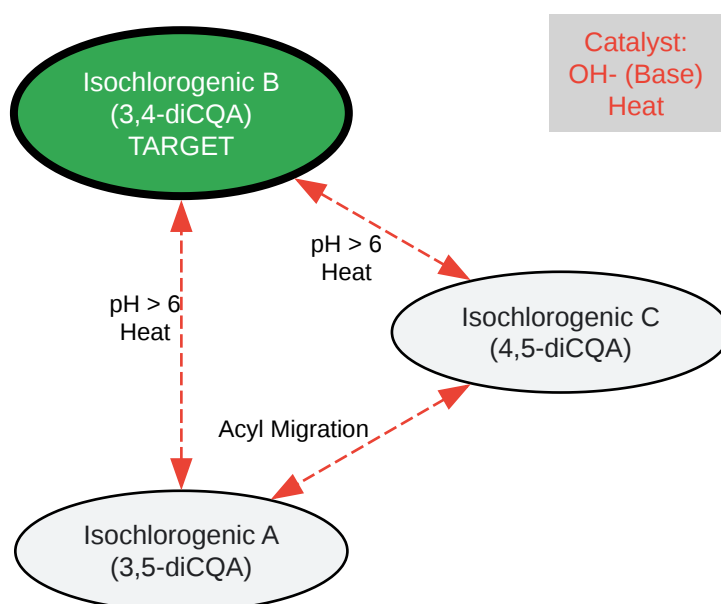 Isochlorogenic B
(3,4-diCQA)
TARGET
Catalyst:
OH- (Base)
Heat
pH > 6
Heat
pH > 6
Heat
Isochlorogenic C
(4,5-diCQA)
Acyl Migration
Isochlorogenic A
(3,5-diCQA)